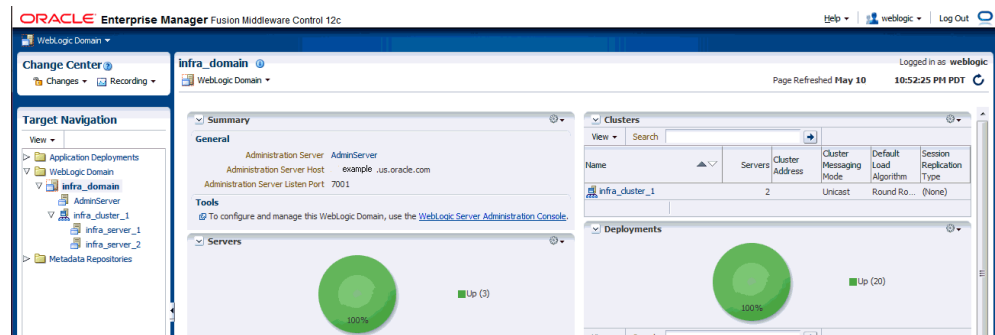 ORACLE Enterprise Manager Fusion Middleware Control 12c
Help weblogic Log Out
WebLogic Domain
Change Center
Changes Recording
infra_domain
WebLogic Domain
Logged in as weblogic
Page Refreshed May 10 10:52:25 PM PDT
Target Navigation
View
Application Deployments
WebLogic Domain
infra_domain
AdminServer
infra_cluster_1
infra_server_1
infra_server_2
Metadata Repositories
Summary
General
Administration Server AdminServer
Administration Server Host example .us.oracle.com
Administration Server Listen Port 7001
Tools
To configure and manage this WebLogic Domain, use the WebLogic Server Administration Console.
Servers
Up (3)
100%
Clusters
View Search
Name Servers Cluster Address Cluster Messaging Mode Default Load Algorithm Session Replication Type
infra_cluster_1 2 Unicast Round Ro... (None)
Deployments
Up (20)
100%